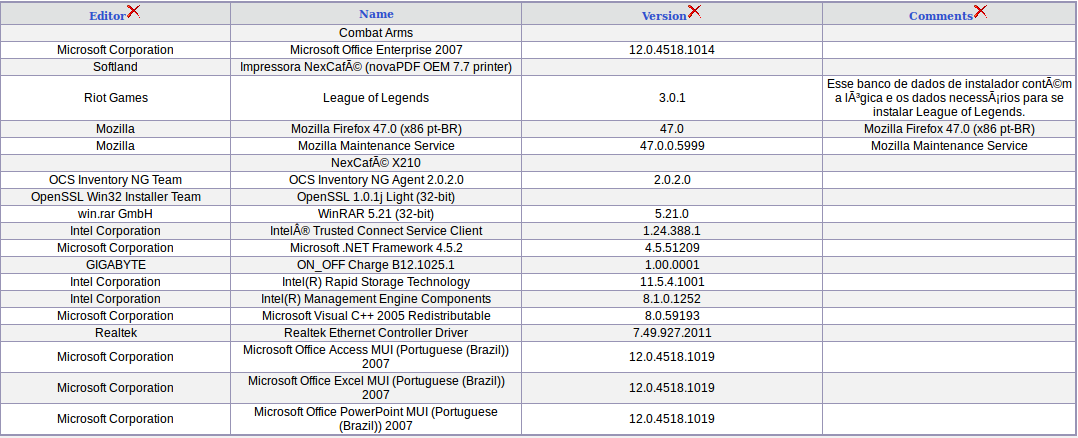 Editor Name Version Comments
Combat Arms
Microsoft Corporation Microsoft Office Enterprise 2007 12.0.4518.1014
Softland Impressora NexCafÃ© (novaPDF OEM 7.7 printer)
Riot Games League of Legends 3.0.1 Esse banco de dados de instalador contÃ©m
a lÃ³gica e os dados necessÃ¡rios para se
instalar League of Legends.
Mozilla Mozilla Firefox 47.0 (x86 pt-BR) 47.0 Mozilla Firefox 47.0 (x86 pt-BR)
Mozilla Mozilla Maintenance Service 47.0.0.5999 Mozilla Maintenance Service
NexCafÃ© X210
OCS Inventory NG Team OCS Inventory NG Agent 2.0.2.0 2.0.2.0
OpenSSL Win32 Installer Team OpenSSL 1.0.1j Light (32-bit)
win.rar GmbH WinRAR 5.21 (32-bit) 5.21.0
Intel Corporation IntelÂ® Trusted Connect Service Client 1.24.388.1
Microsoft Corporation Microsoft .NET Framework 4.5.2 4.5.51209
GIGABYTE ON_OFF Charge B12.1025.1 1.00.0001
Intel Corporation Intel(R) Rapid Storage Technology 11.5.4.1001
Intel Corporation Intel(R) Management Engine Components 8.1.0.1252
Microsoft Corporation Microsoft Visual C++ 2005 Redistributable 8.0.59193
Realtek Realtek Ethernet Controller Driver 7.49.927.2011
Microsoft Corporation Microsoft Office Access MUI (Portuguese (Brazil))
2007 12.0.4518.1019
Microsoft Corporation Microsoft Office Excel MUI (Portuguese (Brazil))
2007 12.0.4518.1019
Microsoft Corporation Microsoft Office PowerPoint MUI (Portuguese
(Brazil)) 2007 12.0.4518.1019